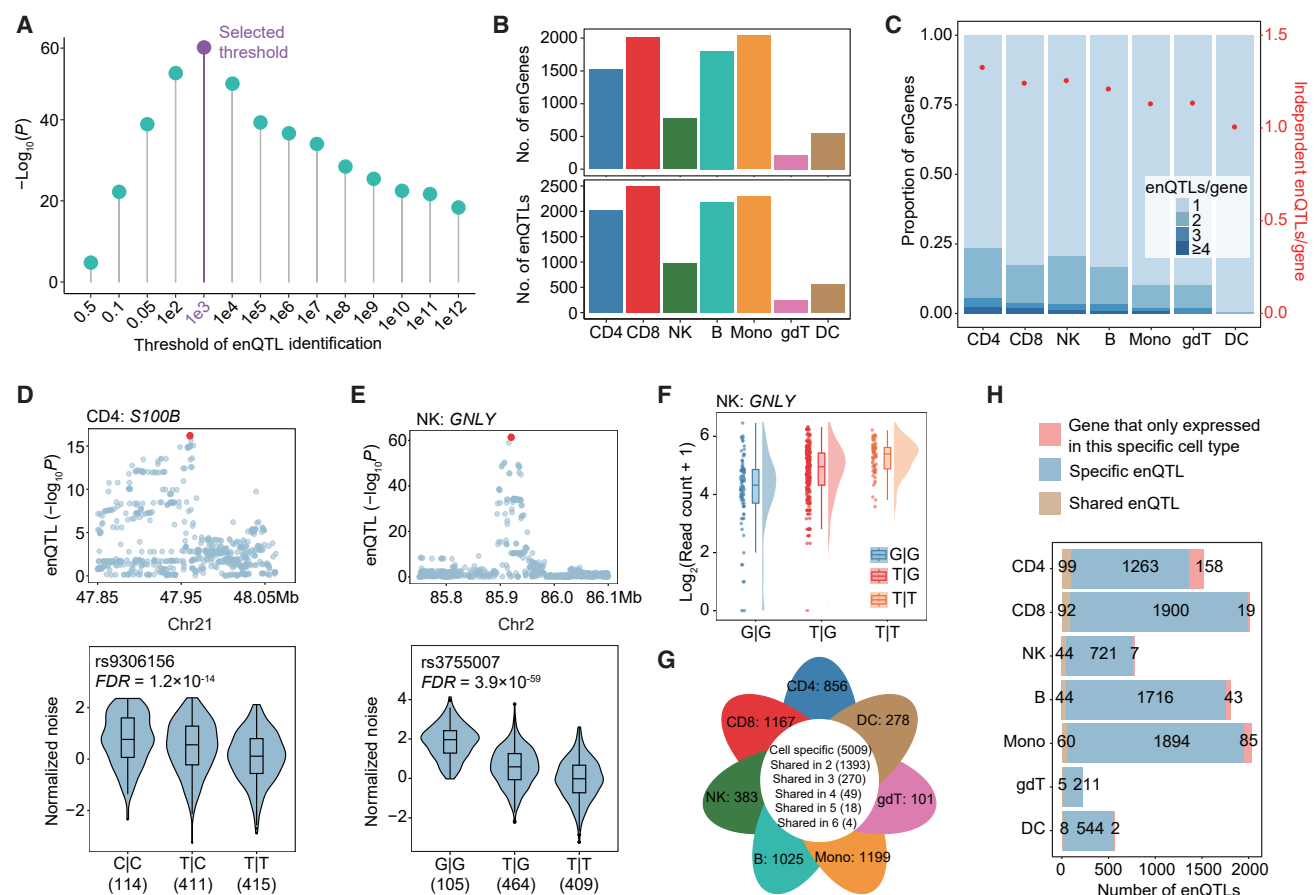 A
Selected
threshold
60
40
20
0
−Log10(P)
0.5
0.1
0.05
1e2
1e3
1e4
1e5
1e6
1e7
1e8
1e9
1e10
1e11
1e12
Threshold of enQTL identification
B
2000
1500
1000
500
0
No. of enGenes
2500
2000
1500
1000
500
0
No. of enQTLs
CD4 CD8 NK B Mono gdT DC
C
1.00
0.75
0.50
0.25
0.00
Proportion of enGenes
1.5
1.0
0.5
0.0
Independent enQTLs/gene
enQTLs/gene
1
2
3
≥4
CD4 CD8 NK B Mono gdT DC
D
CD4: S100B
15
10
5
0
enQTL (−log10P)
47.85 47.95 48.05Mb
Chr21
rs9306156
FDR = 1.2×10-14
2
0
−2
Normalized noise
C|C T|C T|T
(114) (411) (415)
E
NK: GNLY
60
40
20
0
enQTL (−log10P)
85.8 85.9 86.0 86.1Mb
Chr2
rs3755007
FDR = 3.9×10-59
4
2
0
−2
Normalized noise
G|G T|G T|T
(105) (464) (409)
F
NK: GNLY
6
4
2
0
Log2(Read count + 1)
G|G
T|G
T|T
G|G T|G T|T
G
CD4: 856
DC: 278
gdT: 101
Mono: 1199
B: 1025
NK: 383
CD8: 1167
Cell specific (5009)
Shared in 2 (1393)
Shared in 3 (270)
Shared in 4 (49)
Shared in 5 (18)
Shared in 6 (4)
H
Gene that only expressed
in this specific cell type
Specific enQTL
Shared enQTL
CD4 99 1263 158
CD8 92 1900 19
NK 44 721 7
B 44 1716 43
Mono 60 1894 85
gdT 5 211
DC 8 544 2
0 500 1000 1500 2000
Number of enQTLs